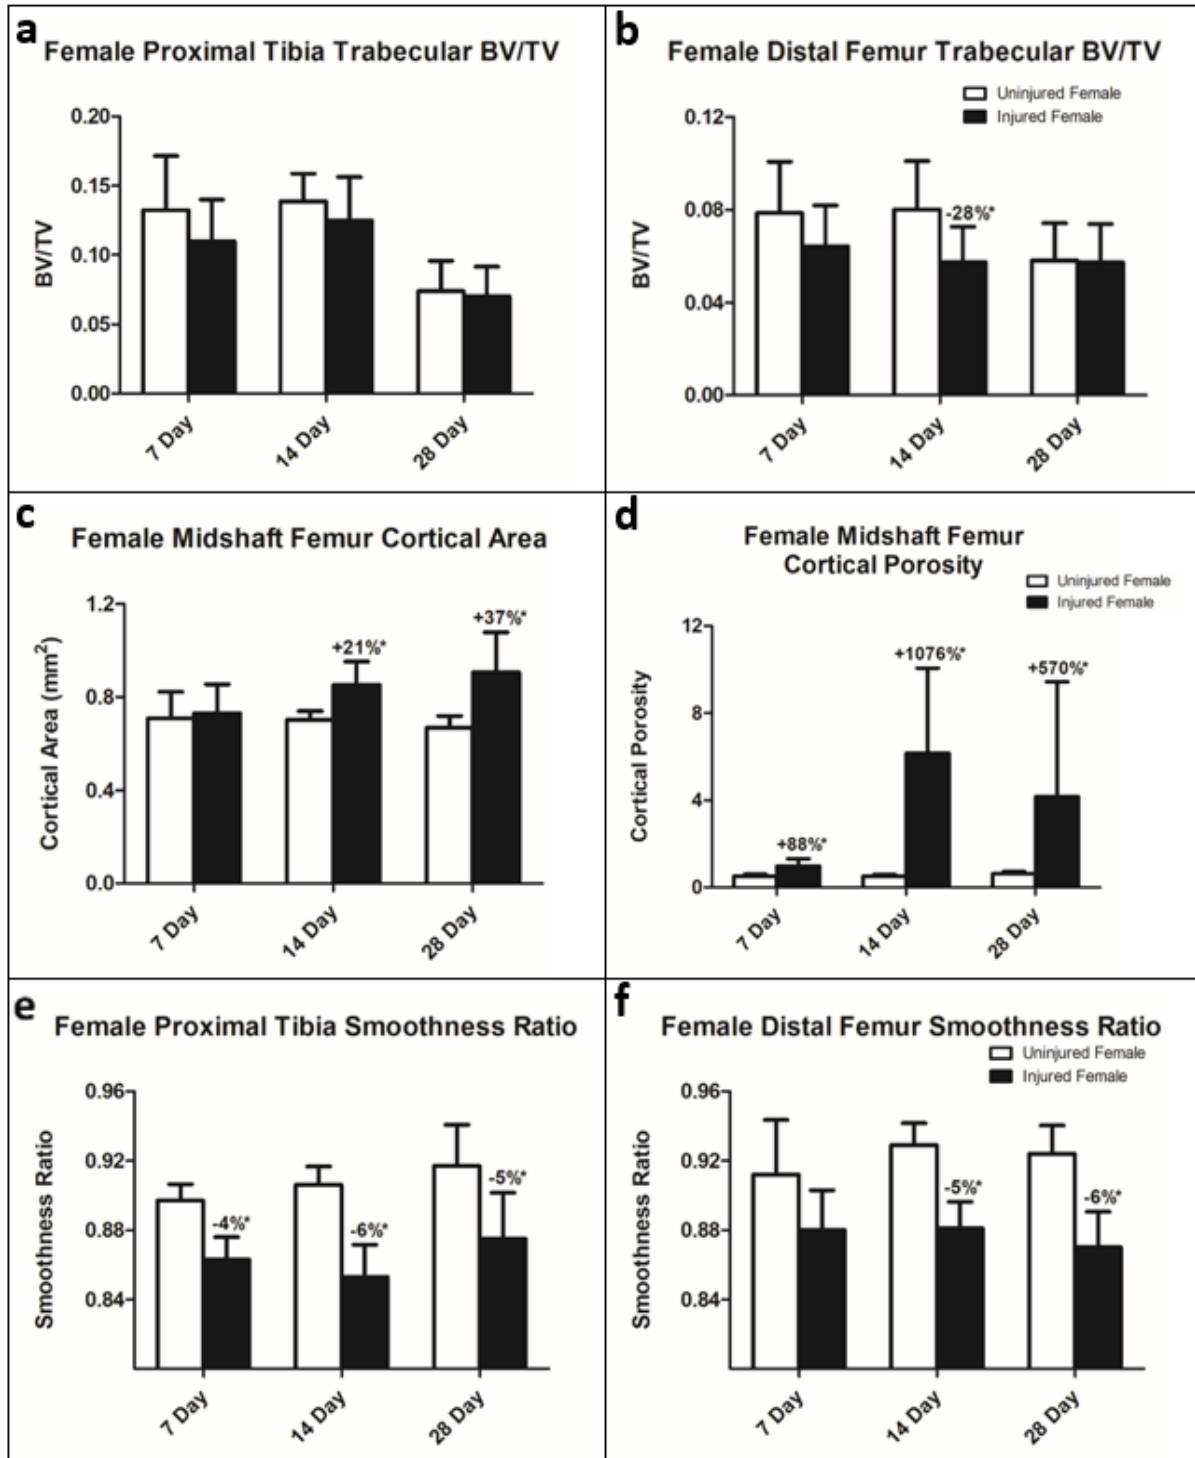 a
Female Proximal Tibia Trabecular BV/TV
BV/TV
0.20
0.15
0.10
0.05
0.00
7 Day
14 Day
28 Day
b
Female Distal Femur Trabecular BV/TV
Uninjured Female
Injured Female
BV/TV
0.12
0.08
0.04
0.00
-28%*
7 Day
14 Day
28 Day
c
Female Midshaft Femur Cortical Area
Cortical Area (mm²)
1.2
0.8
0.4
0.0
+21%*
+37%*
7 Day
14 Day
28 Day
d
Female Midshaft Femur
Cortical Porosity
Uninjured Female
Injured Female
Cortical Porosity
12
8
4
0
+88%*
+1076%*
+570%*
7 Day
14 Day
28 Day
e
Female Proximal Tibia Smoothness Ratio
Smoothness Ratio
0.96
0.92
0.88
0.84
-4%*
-6%*
-5%*
7 Day
14 Day
28 Day
f
Female Distal Femur Smoothness Ratio
Uninjured Female
Injured Female
Smoothness Ratio
0.96
0.92
0.88
0.84
-5%*
-6%*
7 Day
14 Day
28 Day